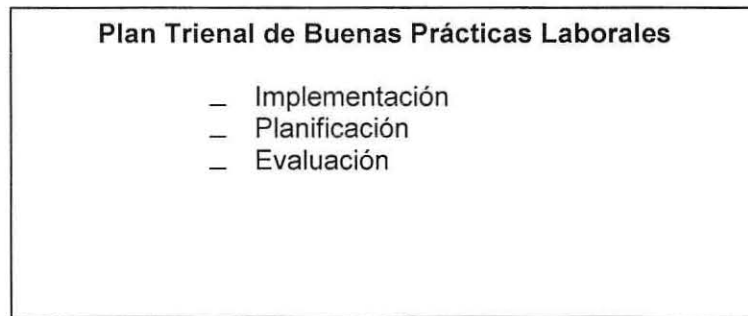 Plan Trienal de Buenas Prácticas Laborales
_ Implementación
_ Planificación
_ Evaluación